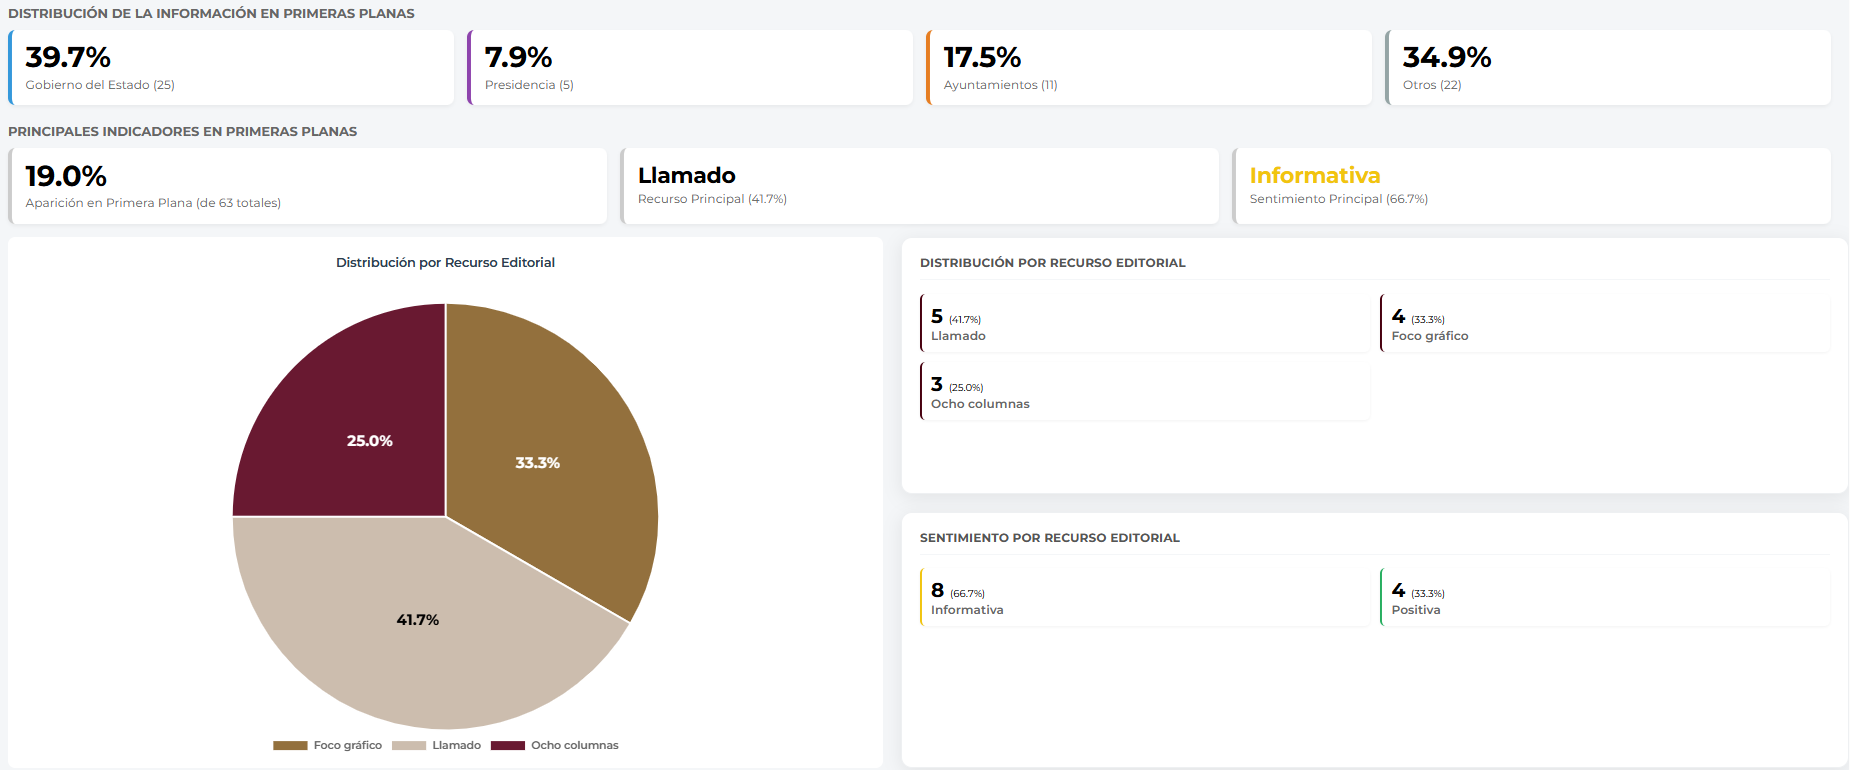 DISTRIBUCIÓN DE LA INFORMACIÓN EN PRIMERAS PLANAS
39.7%
Gobierno del Estado (25)
7.9%
Presidencia (5)
17.5%
Ayuntamientos (11)
34.9%
Otros (22)
PRINCIPALES INDICADORES EN PRIMERAS PLANAS
19.0%
Aparición en Primera Plana (de 63 totales)
Llamado
Recurso Principal (41.7%)
Informativa
Sentimiento Principal (66.7%)
Distribución por Recurso Editorial
25.0%
33.3%
41.7%
Foco gráfico
Llamado
Ocho columnas
DISTRIBUCIÓN POR RECURSO EDITORIAL
5 (41.7%)
Llamado
4 (33.3%)
Foco gráfico
3 (25.0%)
Ocho columnas
SENTIMIENTO POR RECURSO EDITORIAL
8 (66.7%)
Informativa
4 (33.3%)
Positiva